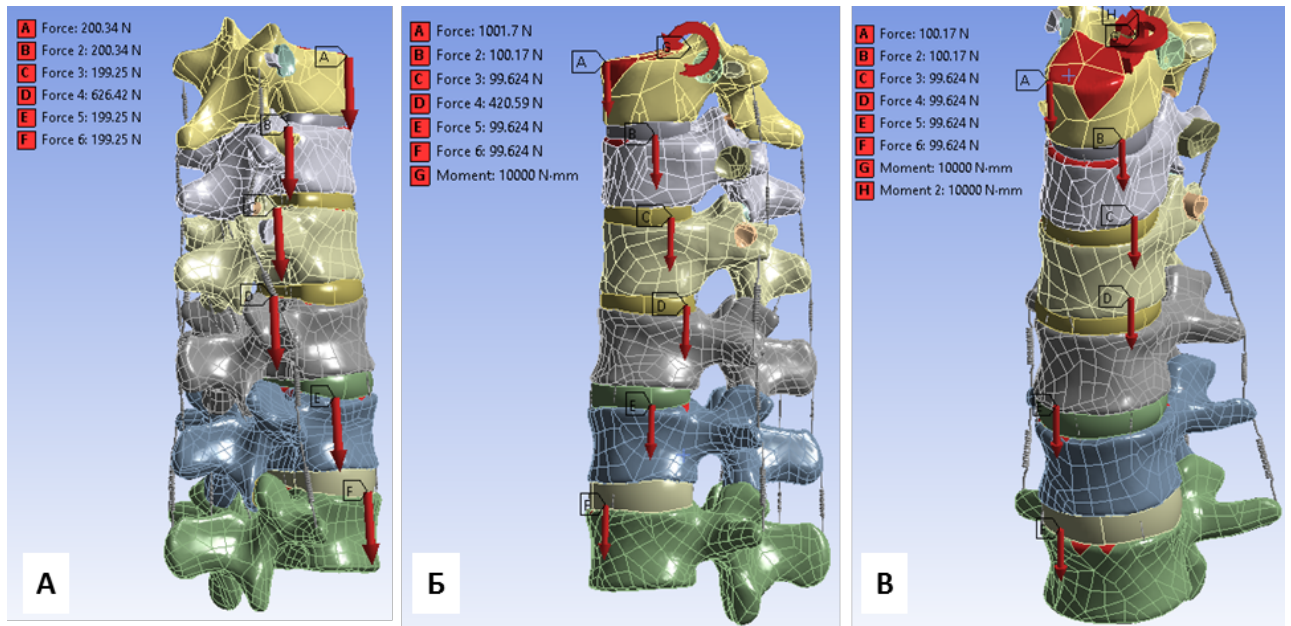 A Force: 200.34 N
B Force 2: 200.34 N
C Force 3: 199.25 N
D Force 4: 626.42 N
E Force 5: 199.25 N
F Force 6: 199.25 N
A
B
C
D
E
F
А
A Force: 1001.7 N
B Force 2: 100.17 N
C Force 3: 99.624 N
D Force 4: 420.59 N
E Force 5: 99.624 N
F Force 6: 99.624 N
G Moment: 10000 N·mm
G
A
B
C
D
E
F
Б
A Force: 100.17 N
B Force 2: 100.17 N
C Force 3: 99.624 N
D Force 4: 99.624 N
E Force 5: 99.624 N
F Force 6: 99.624 N
G Moment: 10000 N·mm
H Moment 2: 10000 N·mm
H
A
B
C
D
В